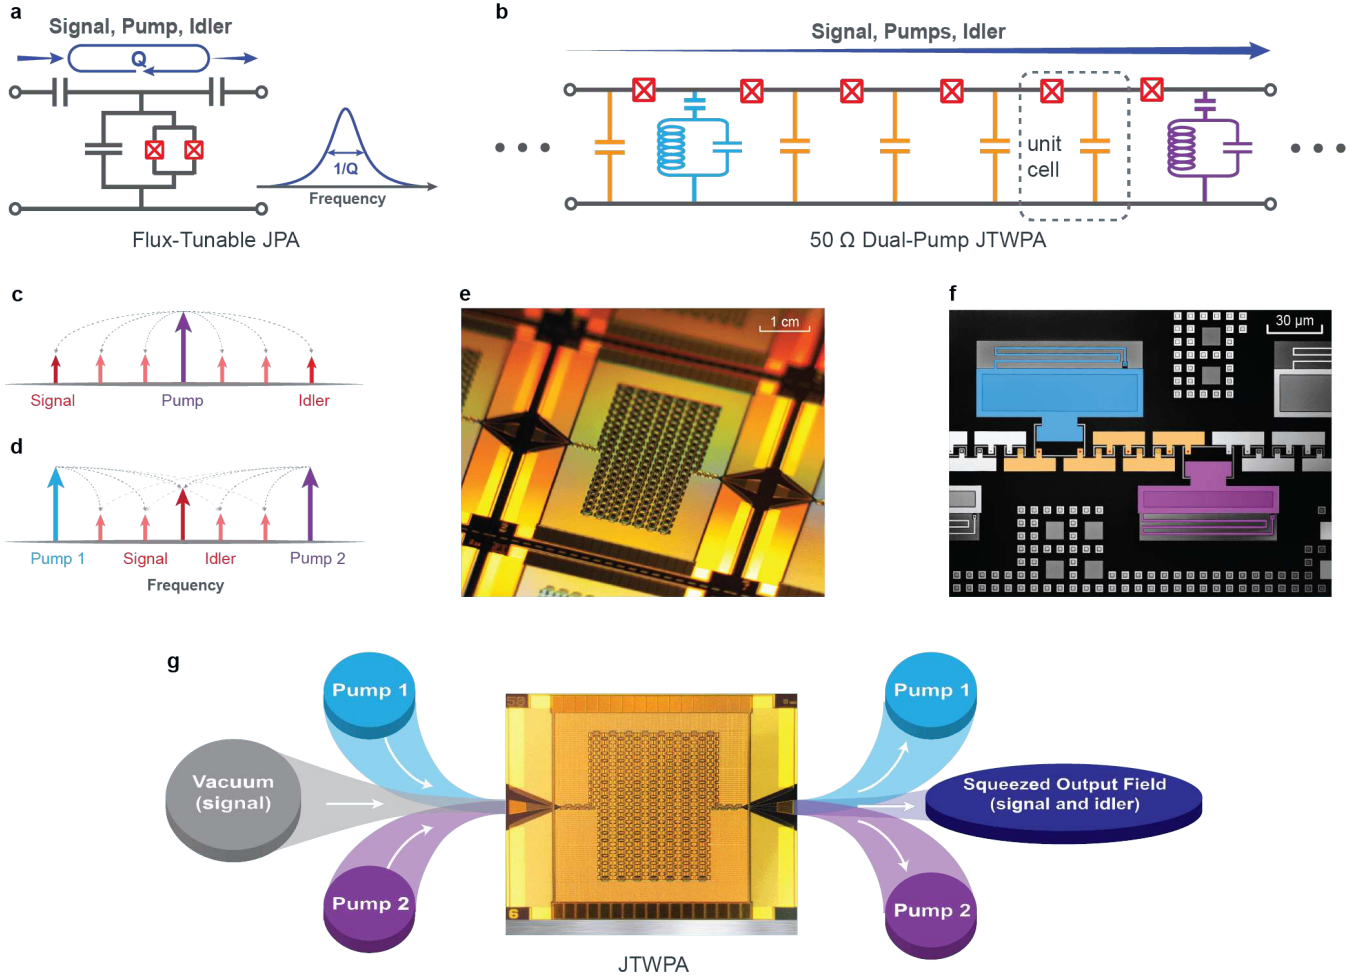 a
Signal, Pump, Idler
Q
1/Q
Frequency
Flux-Tunable JPA
b
Signal, Pumps, Idler
unit
cell
50 Ω Dual-Pump JTWPA
c
Signal
Pump
Idler
d
Pump 1
Signal
Idler
Pump 2
Frequency
e
1 cm
f
30 μm
g
Pump 1
Vacuum
(signal)
Pump 2
6
JTWPA
Pump 1
Squeezed Output Field
(signal and idler)
Pump 2